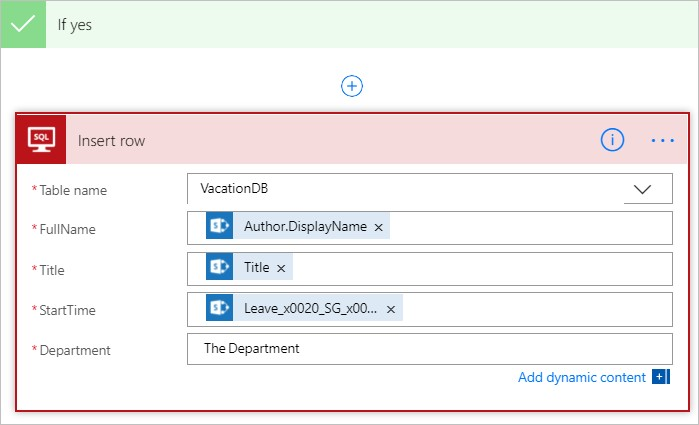 If yes
SQL
Insert row
* Table name VacationDB
* FullName Author.DisplayName ×
* Title Title ×
* StartTime Leave_x0020_SG_x00... ×
* Department The Department
Add dynamic content